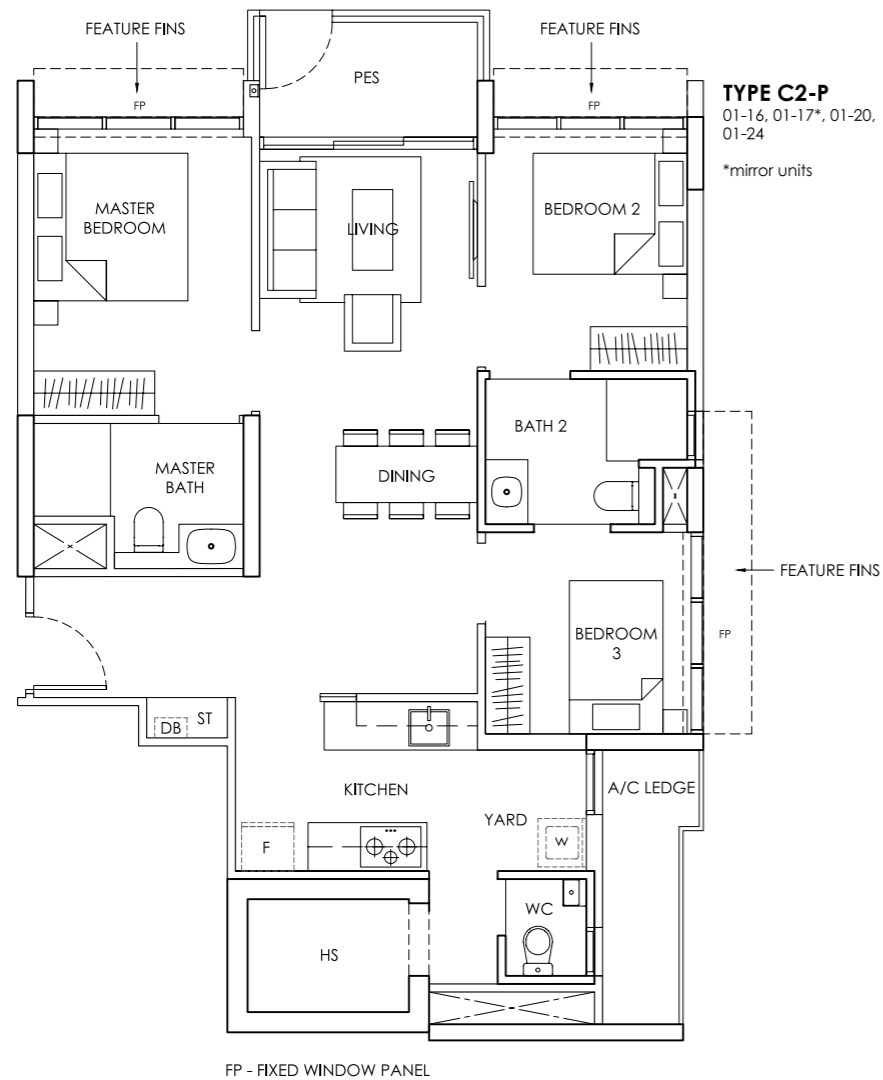 FEATURE FINS
FEATURE FINS
PES
FP
FP
TYPE C2-P
01-16, 01-17*, 01-20,
01-24
*mirror units
MASTER
BEDROOM
LIVING
BEDROOM 2
BATH 2
MASTER
BATH
DINING
FEATURE FINS
BEDROOM
3
FP
ST
DB
KITCHEN
A/C LEDGE
YARD
F
W
WC
HS
FP - FIXED WINDOW PANEL